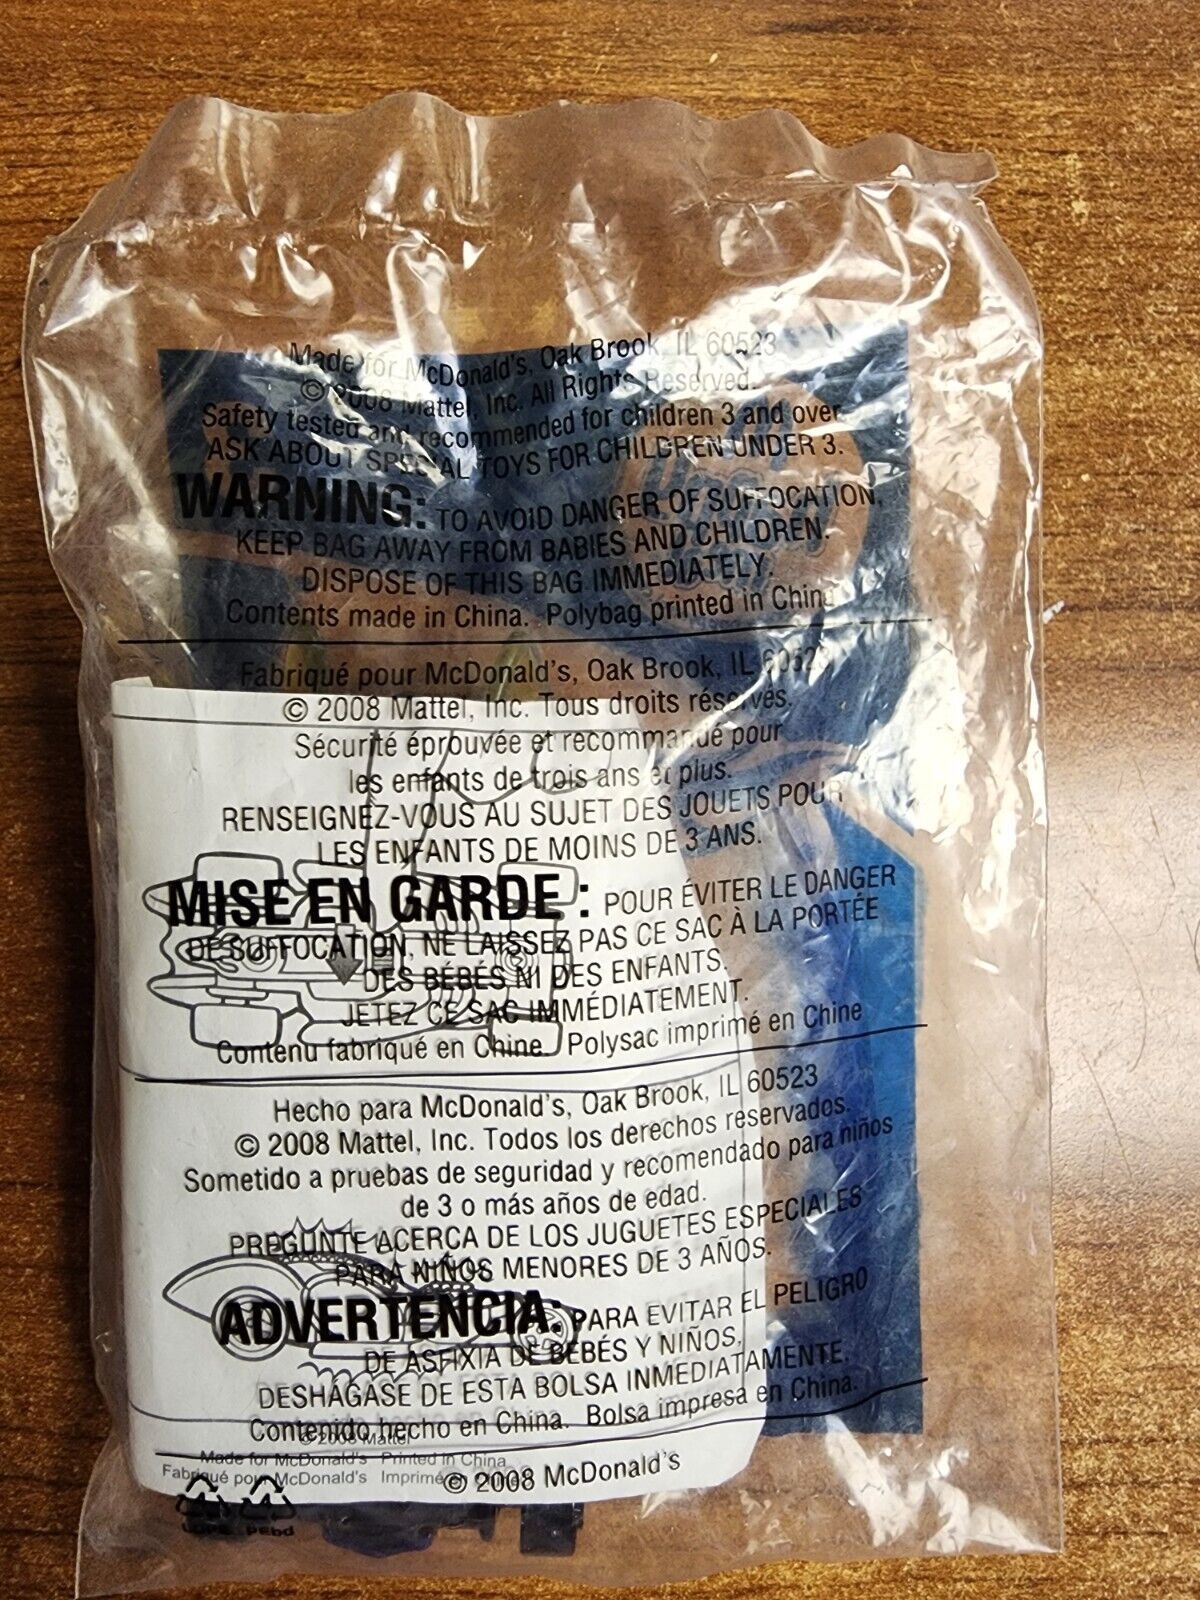 Made for McDonald's, Oak Brook, IL 60523
© 2008 Mattel, Inc. All Rights Reserved.
Safety tested and recommended for children 3 and over
ASK ABOUT SPECIAL TOYS FOR CHILDREN UNDER 3.
WARNING: TO AVOID DANGER OF SUFFOCATION,
KEEP BAG AWAY FROM BABIES AND CHILDREN.
DISPOSE OF THIS BAG IMMEDIATELY.
Contents made in China. Polybag printed in China
Fabriqué pour McDonald's, Oak Brook, IL 60523
© 2008 Mattel, Inc. Tous droits réservés.
Sécurité éprouvée et recommandé pour
les enfants de trois ans et plus.
RENSEIGNEZ-VOUS AU SUJET DES JOUETS POUR
LES ENFANTS DE MOINS DE 3 ANS.
MISE EN GARDE : POUR ÉVITER LE DANGER
DE SUFFOCATION, NE LAISSEZ PAS CE SAC À LA PORTÉE
DES BÉBÉS NI DES ENFANTS.
JETEZ CE SAC IMMÉDIATEMENT.
Contenu fabriqué en Chine. Polysac imprimé en Chine
Hecho para McDonald's, Oak Brook, IL 60523
© 2008 Mattel, Inc. Todos los derechos reservados.
Sometido a pruebas de seguridad y recomendado para niños
de 3 o más años de edad.
PREGUNTE ACERCA DE LOS JUGUETES ESPECIALES
PARA NIÑOS MENORES DE 3 AÑOS.
ADVERTENCIA: PARA EVITAR EL PELIGRO
DE ASFIXIA DE BEBÉS Y NIÑOS,
DESHÁGASE DE ESTA BOLSA INMEDIATAMENTE.
Contenido hecho en China. Bolsa impresa en China.
© 2008 Mattel
Made for McDonald's Printed in China
Fabriqué pour McDonald's Imprimé en Chine
© 2008 McDonald's
LDPE PEbd